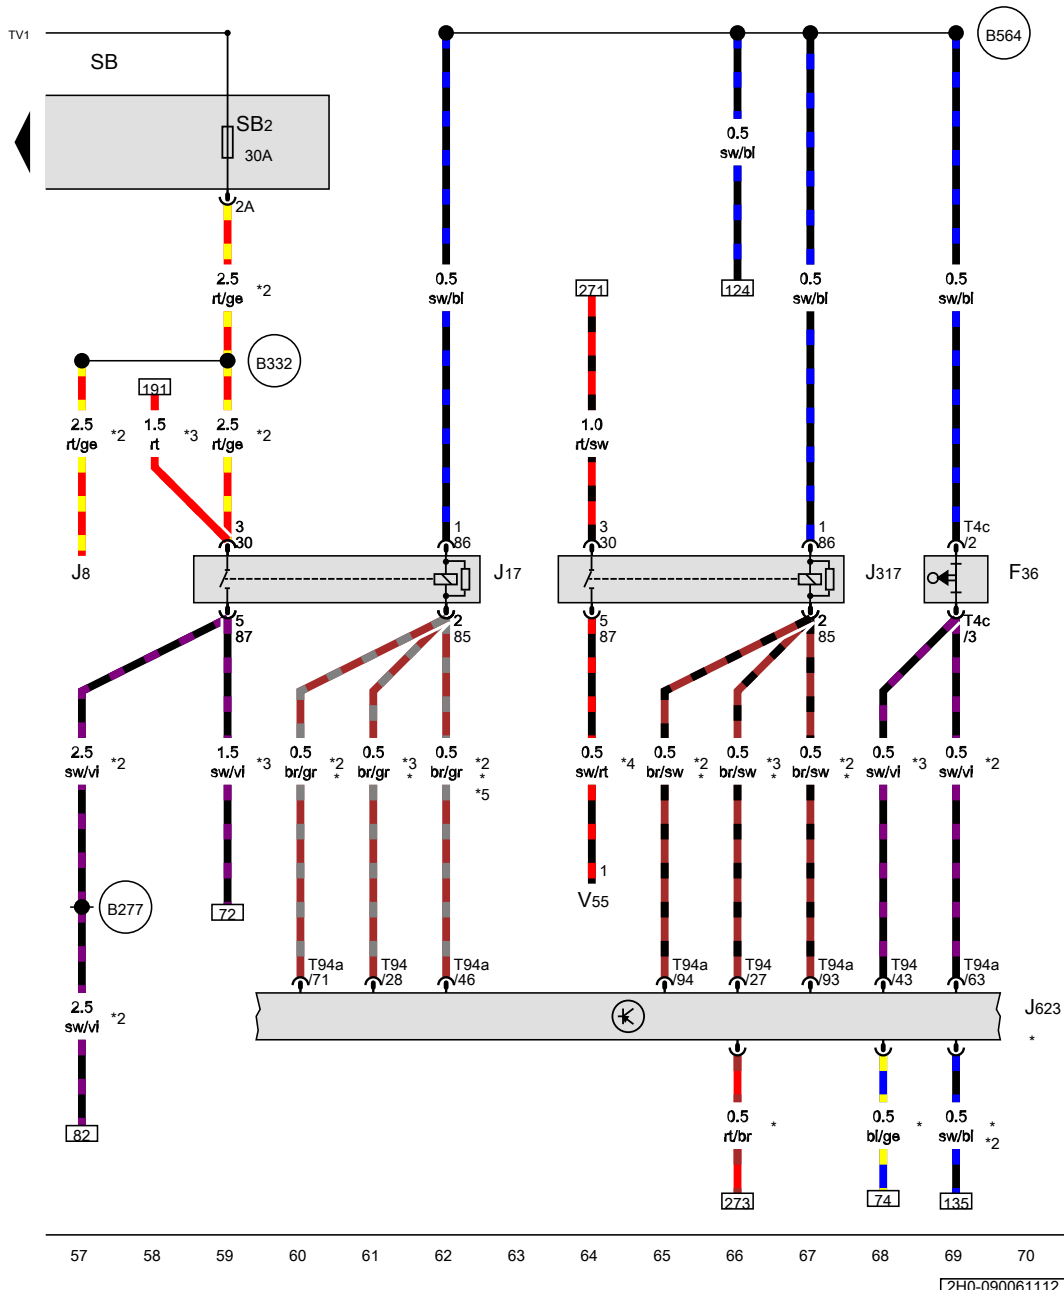 TV1
SB
B564
SB2
30A
2A
0.5
sw/bl
2.5
rt/ge
*2
0.5
sw/bl
271
124
0.5
sw/bl
0.5
sw/bl
B332
191
2.5
rt/ge
*2
1.5
rt
*3
2.5
rt/ge
*2
1.0
rt/sw
3
30
1
86
3
30
1
86
T4c
/2
J8
J17
J317
F36
5
87
2
85
5
87
2
85
T4c
/3
2.5
sw/vi
*2
1.5
sw/vi
*3
0.5
br/gr
*2
*
0.5
br/gr
*3
*
0.5
br/gr
*2
*
*5
0.5
sw/rt
*4
0.5
br/sw
*2
*
0.5
br/sw
*3
*
0.5
br/sw
*2
*
0.5
sw/vi
*3
0.5
sw/vi
*2
1
V55
B277
72
T94a
/71
T94
/28
T94a
/46
T94a
/94
T94
/27
T94a
/93
T94
/43
T94a
/63
2.5
sw/vi
*2
J623
*
82
0.5
rt/br
*
0.5
bl/ge
*
0.5
sw/bl
*
*2
273
74
135
57 58 59 60 61 62 63 64 65 66 67 68 69 70
2H0-090061112